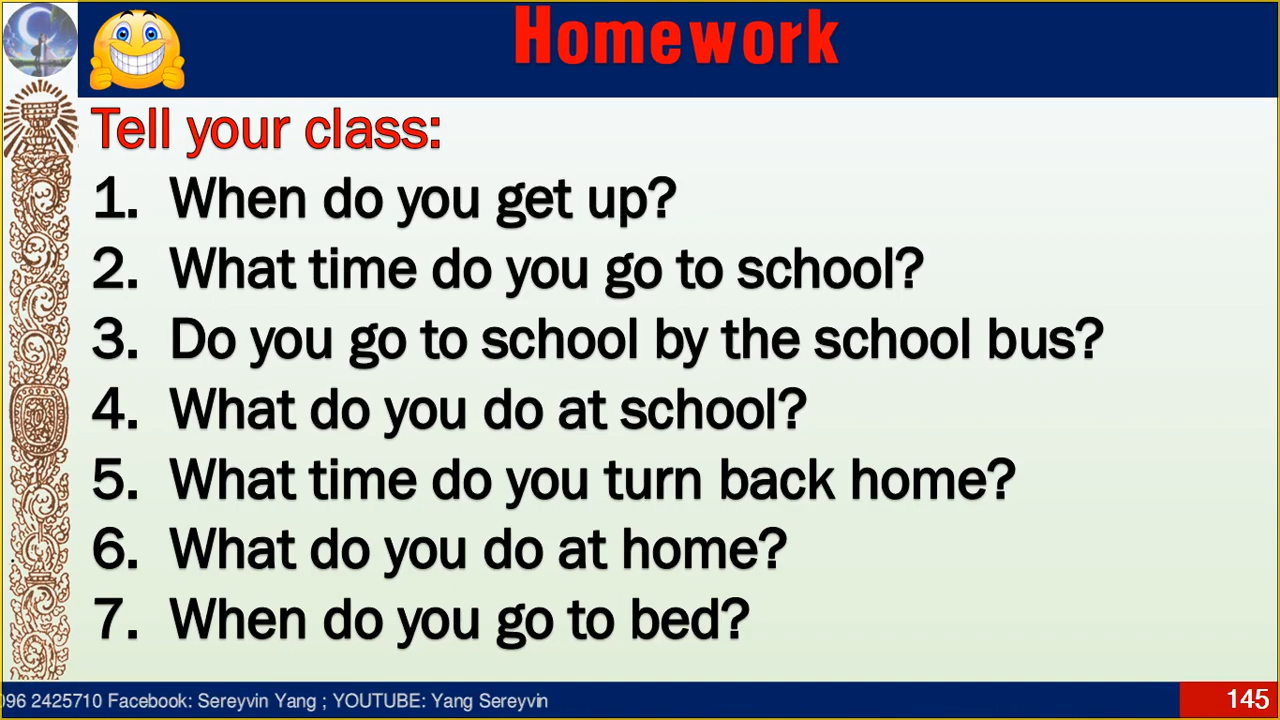 Homework
Tell your class:
1. When do you get up?
2. What time do you go to school?
3. Do you go to school by the school bus?
4. What do you do at school?
5. What time do you turn back home?
6. What do you do at home?
7. When do you go to bed?
096 2425710 Facebook: Sereyvin Yang ; YOUTUBE: Yang Sereyvin
145